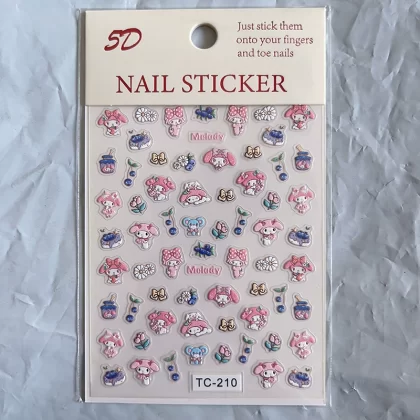 5D
Just stick them
onto your fingers
and toe nails
NAIL STICKER
Melody
Melody
TC-210